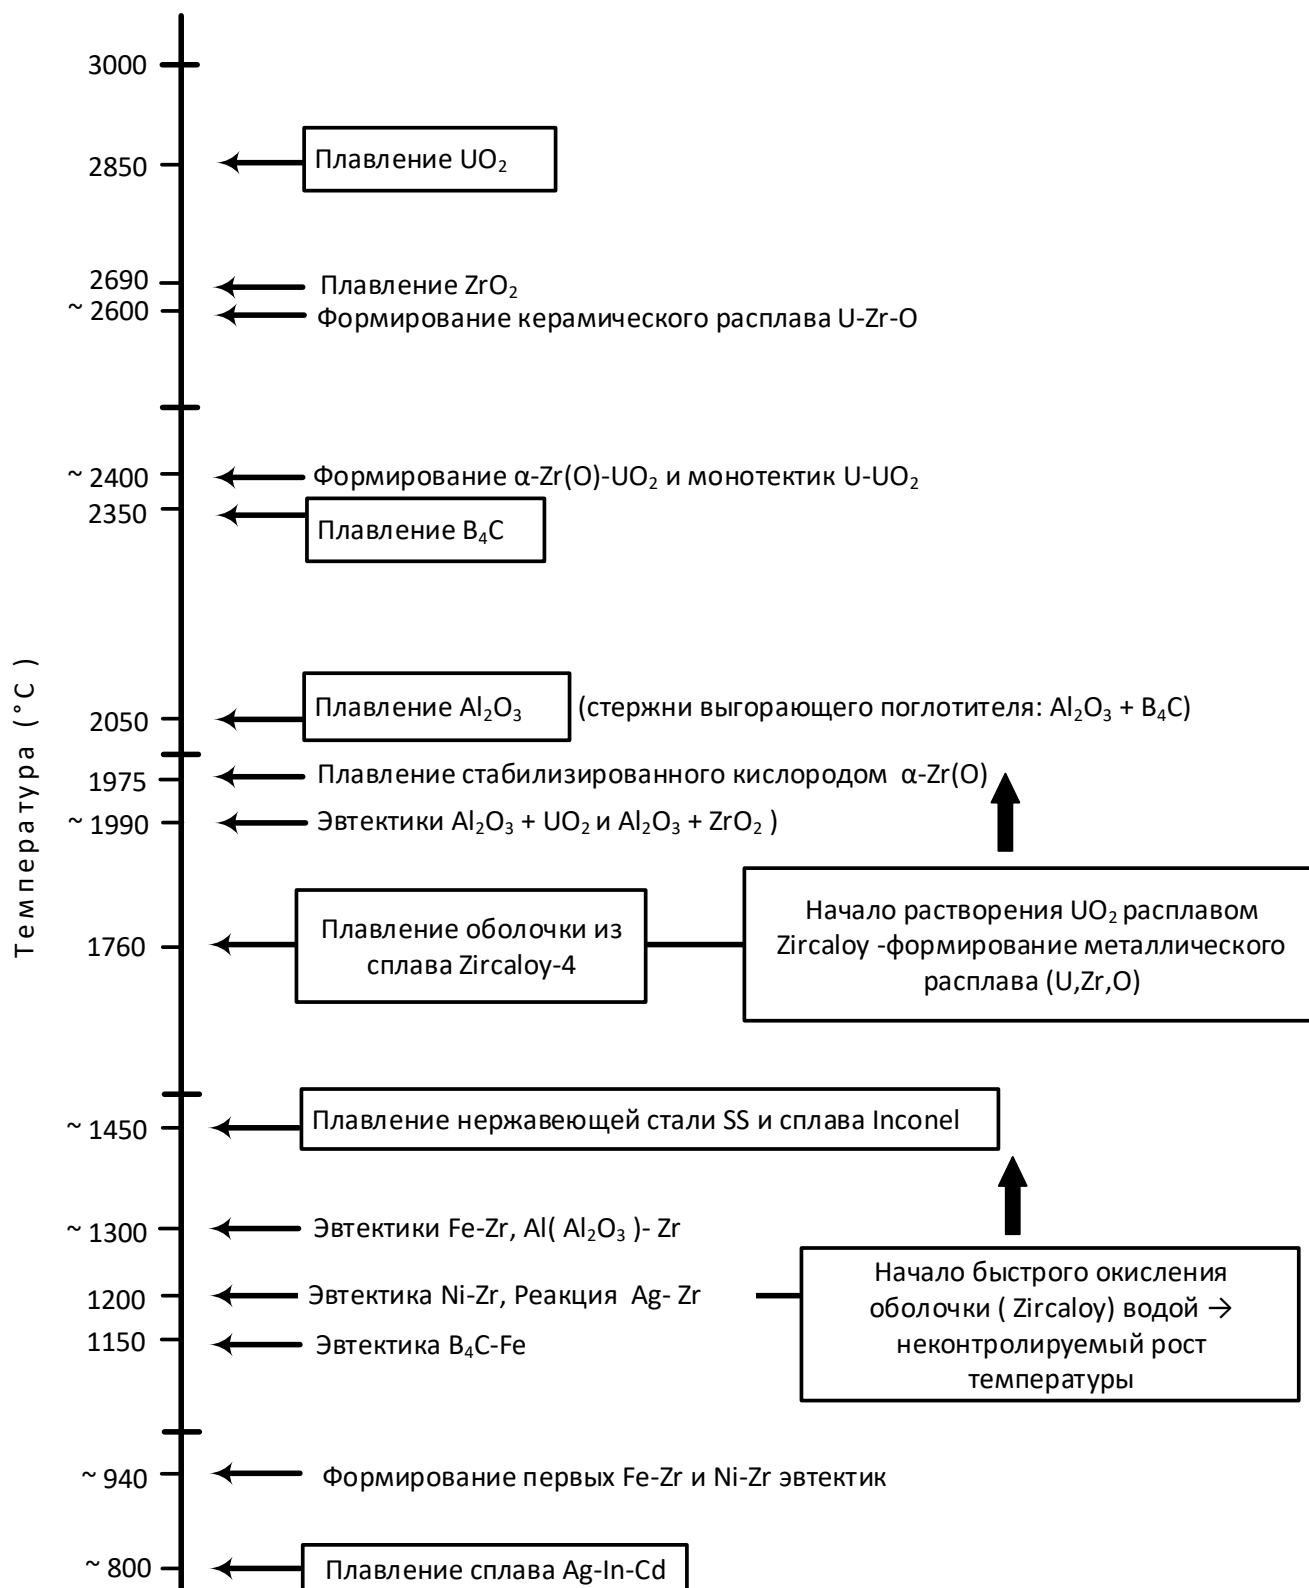 3000
Плавление UO₂
2850
2690
Плавление ZrO₂
~ 2600
Формирование керамического расплава U-Zr-O
~ 2400
Формирование α-Zr(O)-UO₂ и монотектик U-UO₂
2350
Плавление B₄C
Температура (°C )
2050
Плавление Al₂O₃
(стержни выгорающего поглотителя: Al₂O₃ + B₄C)
1975
Плавление стабилизированного кислородом α-Zr(O)
~ 1990
Эвтектики Al₂O₃ + UO₂ и Al₂O₃ + ZrO₂ )
1760
Плавление оболочки из
сплава Zircaloy-4
Начало растворения UO₂ расплавом
Zircaloy -формирование металлического
расплава (U,Zr,O)
~ 1450
Плавление нержавеющей стали SS и сплава Inconel
~ 1300
Эвтектики Fe-Zr, Al( Al₂O₃ )- Zr
1200
Эвтектика Ni-Zr, Реакция Ag- Zr
Начало быстрого окисления
оболочки ( Zircaloy) водой →
неконтролируемый рост
температуры
1150
Эвтектика B₄C-Fe
~ 940
Формирование первых Fe-Zr и Ni-Zr эвтектик
~ 800
Плавление сплава Ag-In-Cd